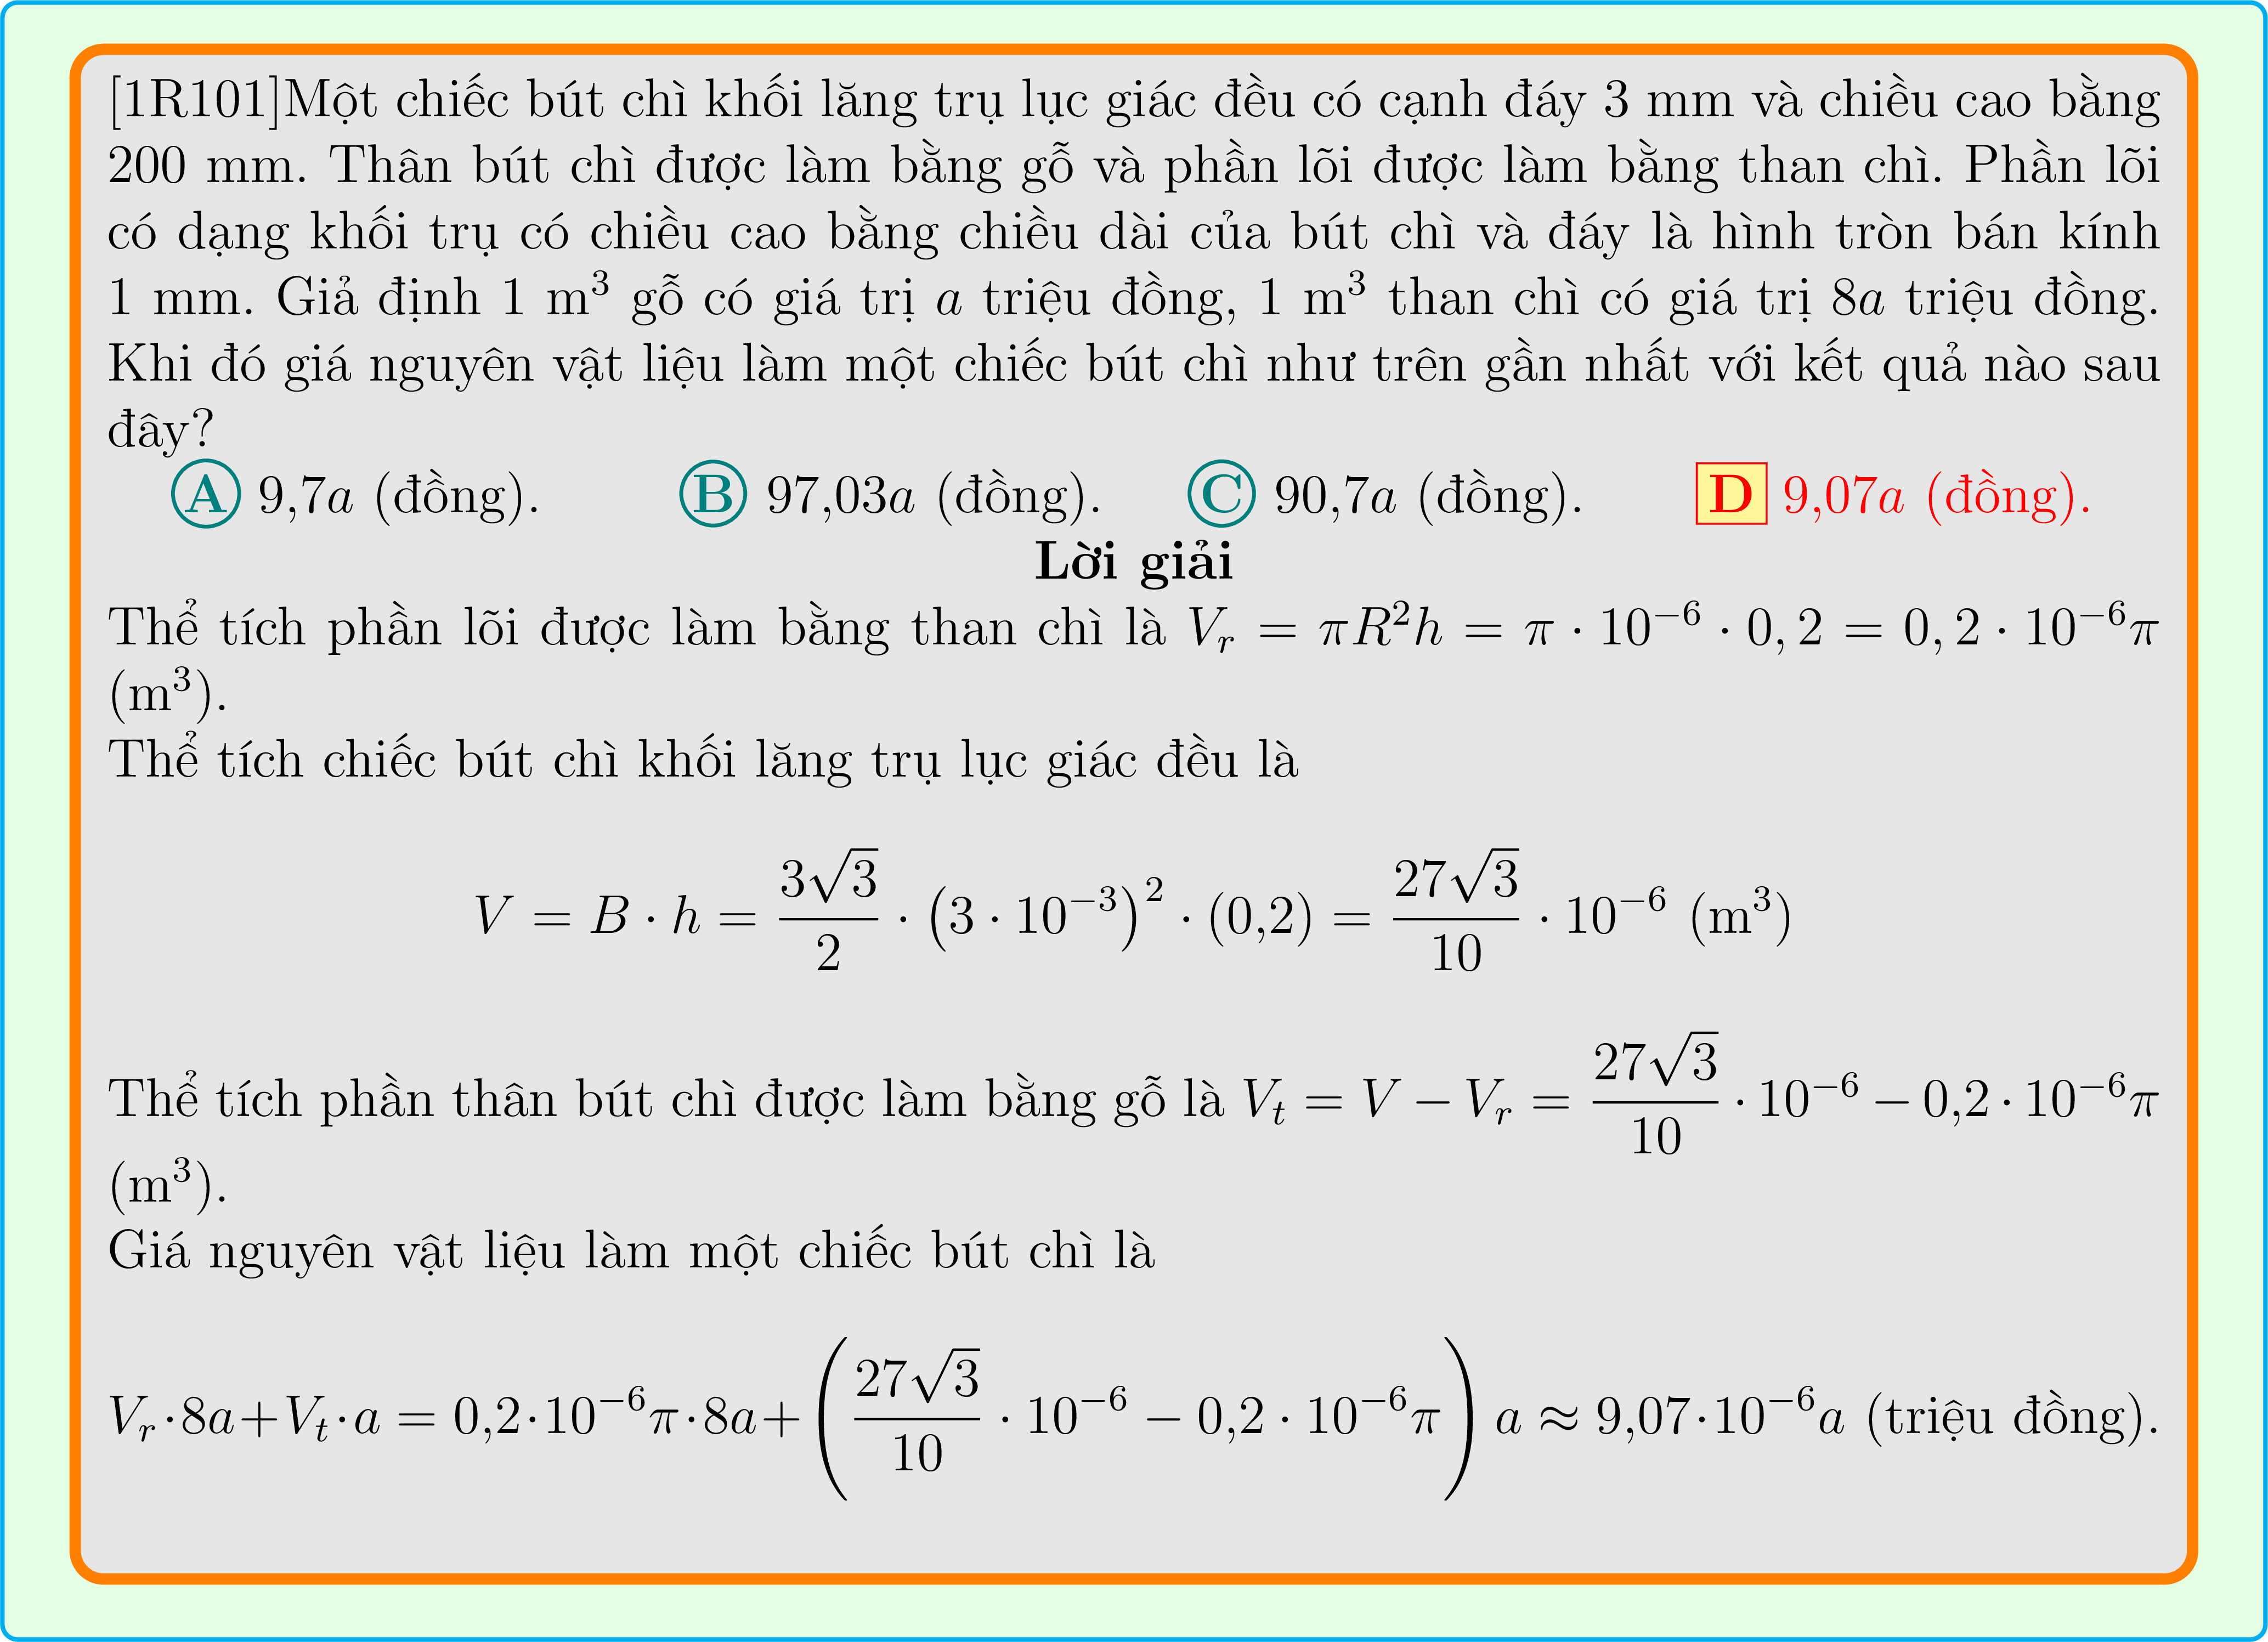 [1R101]Một chiếc bút chì khối lăng trụ lục giác đều có cạnh đáy 3 mm và chiều cao bằng
200 mm. Thân bút chì được làm bằng gỗ và phần lõi được làm bằng than chì. Phần lõi
có dạng khối trụ có chiều cao bằng chiều dài của bút chì và đáy là hình tròn bán kính
1 mm. Giả định 1 m³ gỗ có giá trị a triệu đồng, 1 m³ than chì có giá trị 8a triệu đồng.
Khi đó giá nguyên vật liệu làm một chiếc bút chì như trên gần nhất với kết quả nào sau
đây?
A 9,7a (đồng). B 97,03a (đồng). C 90,7a (đồng). D 9,07a (đồng).
Lời giải
Thể tích phần lõi được làm bằng than chì là $V_r = \pi R^2 h = \pi \cdot 10^{-6} \cdot 0, 2 = 0, 2 \cdot 10^{-6}\pi$
(m³).
Thể tích chiếc bút chì khối lăng trụ lục giác đều là
$V = B \cdot h = \frac{3\sqrt{3}}{2} \cdot \left(3 \cdot 10^{-3}\right)^2 \cdot (0{,}2) = \frac{27\sqrt{3}}{10} \cdot 10^{-6}$ (m³)
Thể tích phần thân bút chì được làm bằng gỗ là $V_t = V - V_r = \frac{27\sqrt{3}}{10} \cdot 10^{-6} - 0{,}2 \cdot 10^{-6}\pi$
(m³).
Giá nguyên vật liệu làm một chiếc bút chì là
$V_r \cdot 8a + V_t \cdot a = 0{,}2 \cdot 10^{-6}\pi \cdot 8a + \left(\frac{27\sqrt{3}}{10} \cdot 10^{-6} - 0{,}2 \cdot 10^{-6}\pi\right) a \approx 9{,}07 \cdot 10^{-6}a$ (triệu đồng).